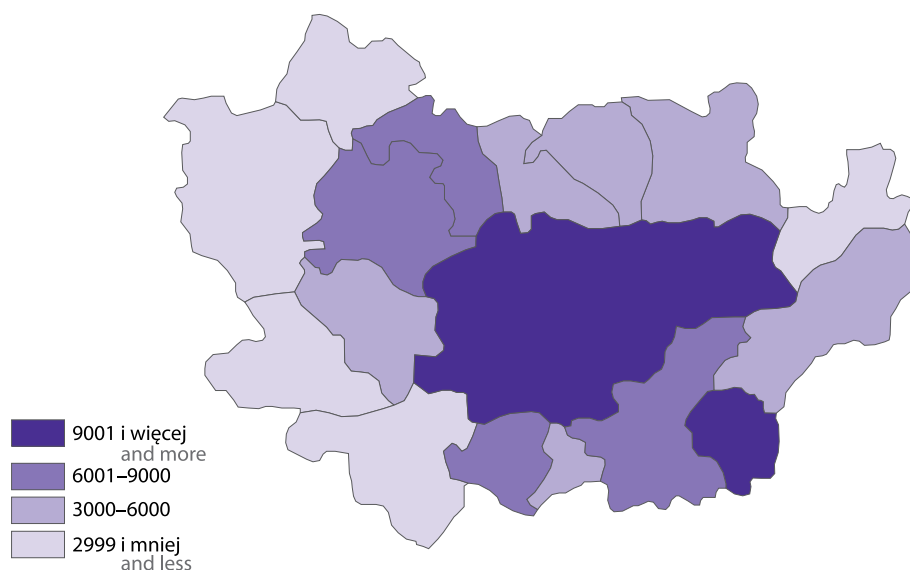 9001 i więcej
and more
6001–9000
3000–6000
2999 i mniej
and less